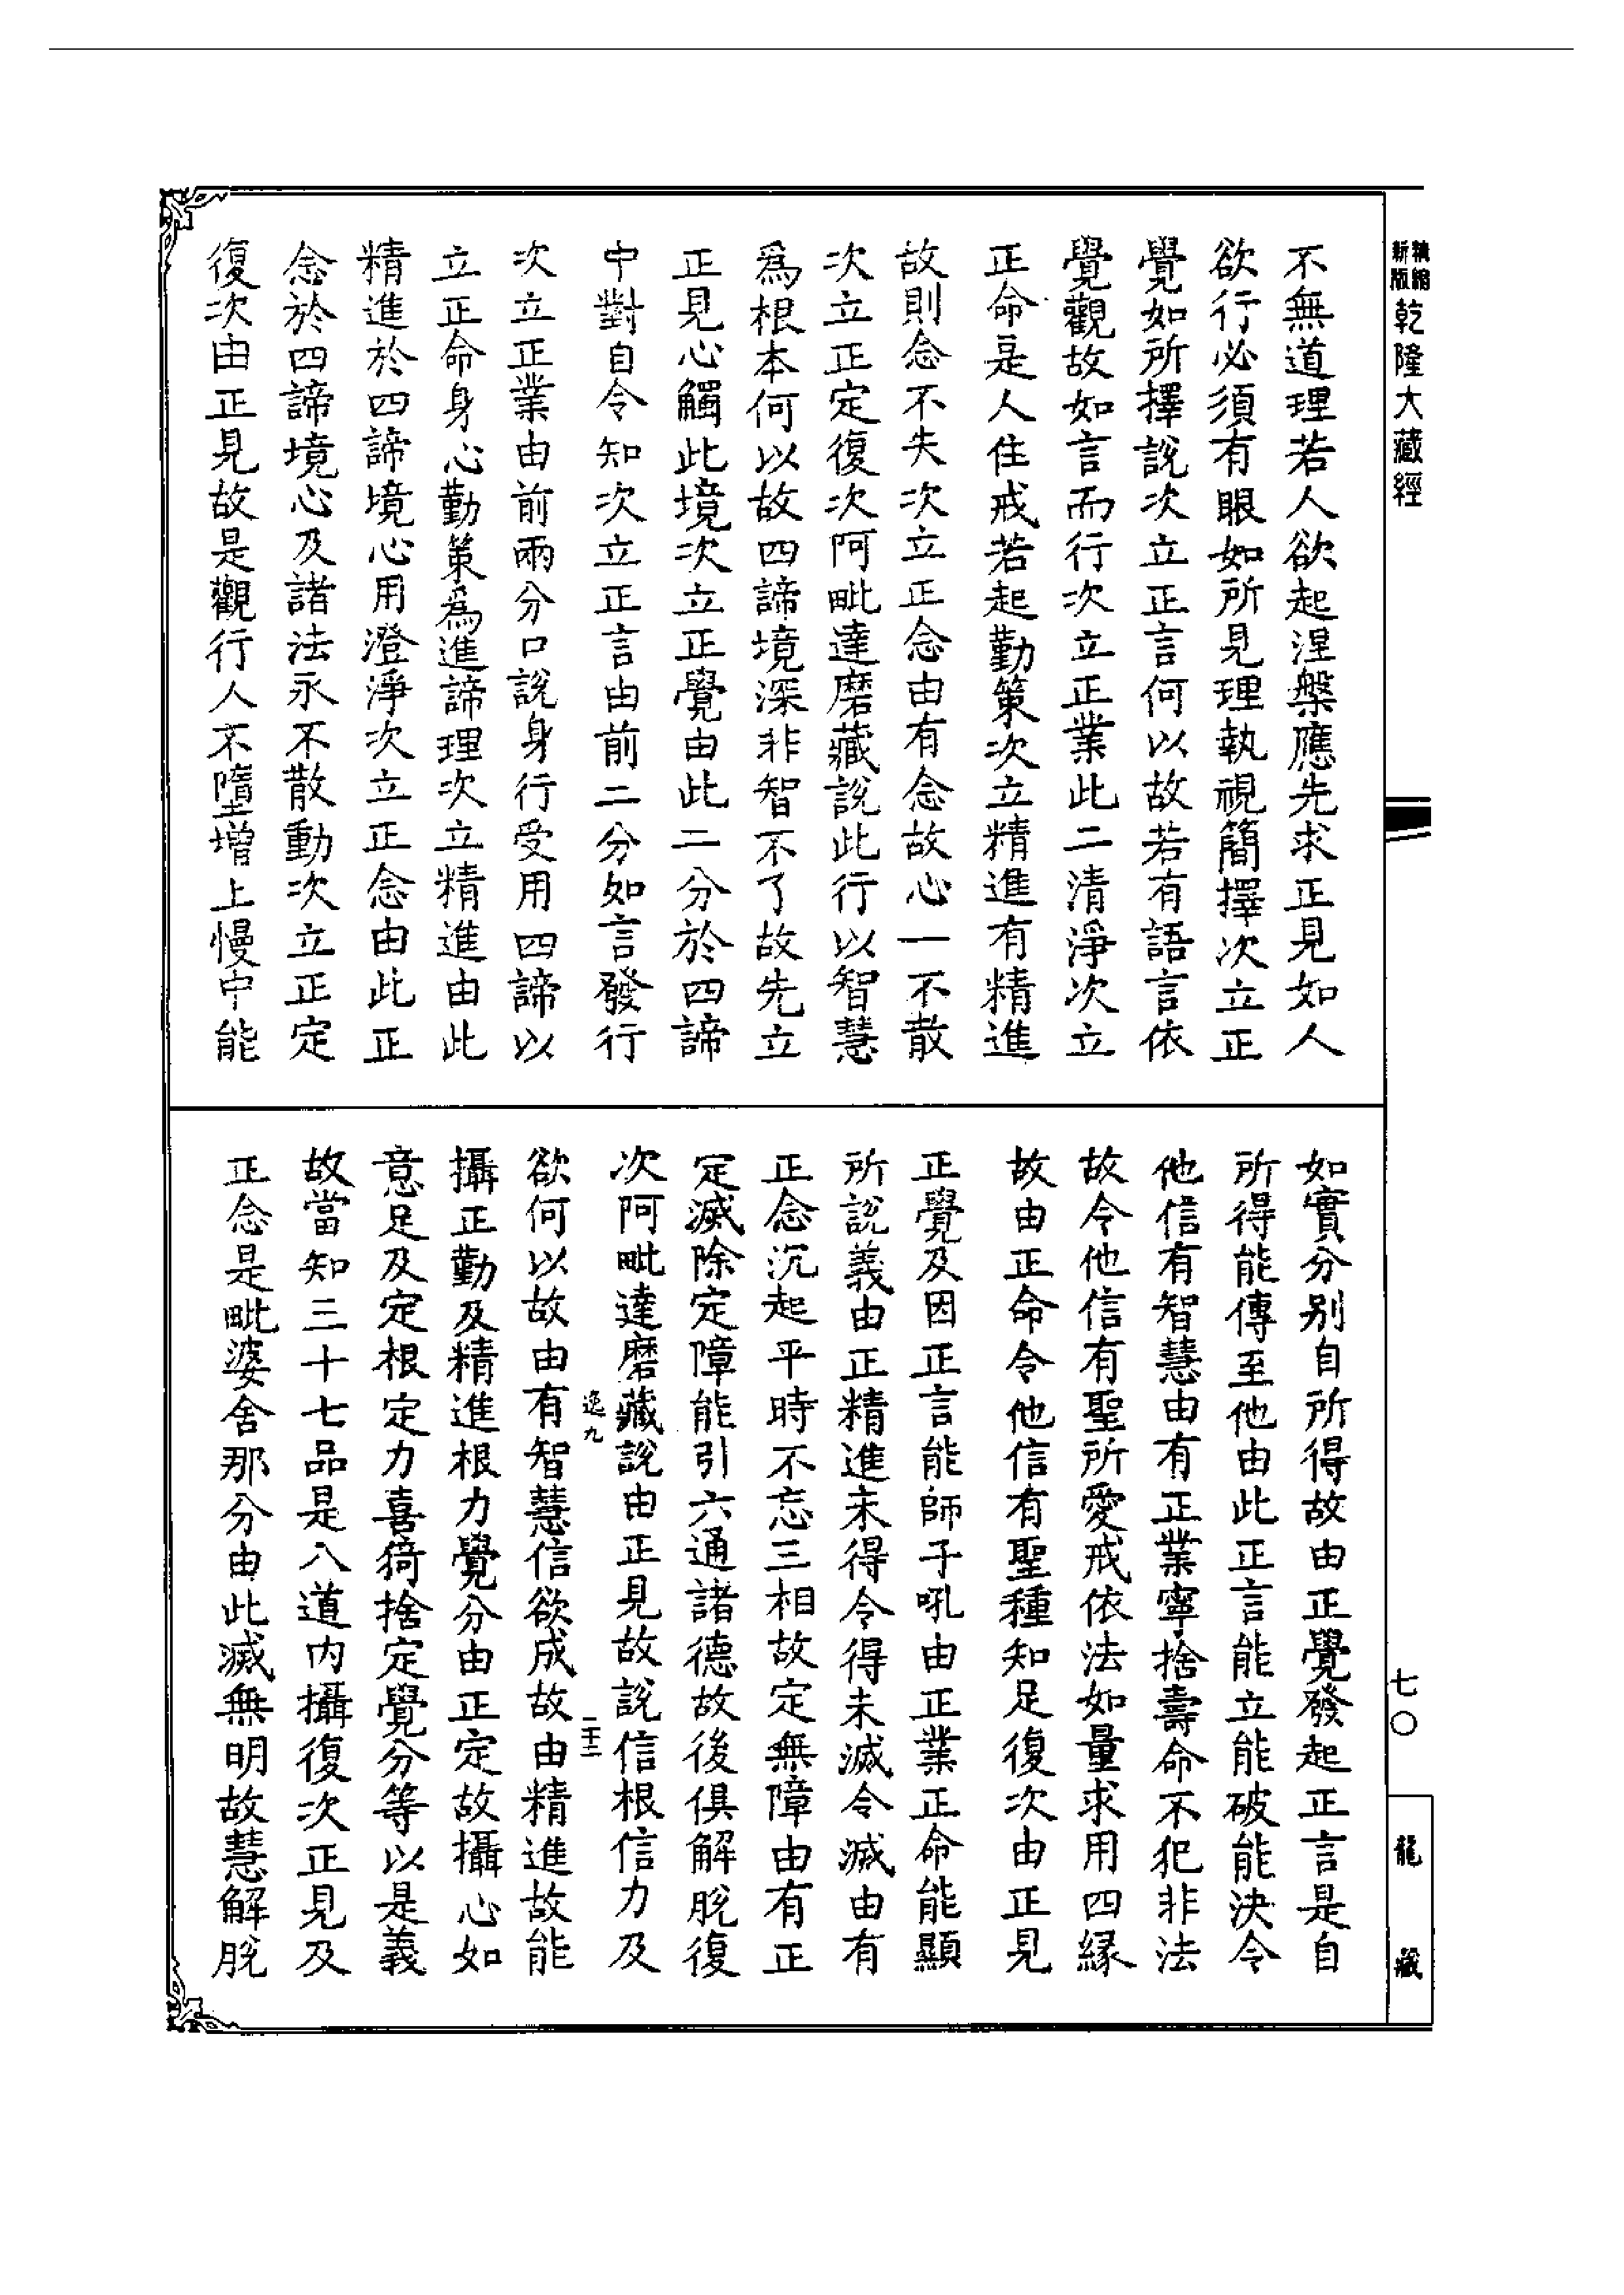 精縮新版乾隆大藏經
不無道理若人欲起涅槃應先求正見如人
欲行必須有眼如所見理執視簡擇次立正
覺如所擇說次立正言何以故若有語言依
覺觀故如言而行次立正業此二清淨次立
正命是人住戒若起勤策次立精進有精進
故則念不失次立正念由有念故心一不散
次立正定復次阿毗達磨藏說此行以智慧
爲根本何以故四諦境深非智不了故先立
正見心觸此境次立正覺由此二分於四諦
中對自令知次立正言由前二分如言發行
次立正業由前兩分口說身行受用四諦以
立正命身心勤策爲進諦理次立精進由此
精進於四諦境心用澄淨次立正念由此正
念於四諦境心及諸法永不散動次立正定
復次由正見故是觀行人不墮增上慢中能
如實分别自所得故由正覺發起正言是自
所得能傳至他由此正言能立能破能決令
他信有智慧由有正業寧捨壽命不犯非法
故令他信有聖所愛戒依法如量求用四緣
故由正命令他信有聖種知足復次由正見
正覺及因正言能師子吼由正業正命能顯
所說義由正精進未得令得未滅令滅由有
正念沉起平時不忘三相故定無障由有正
定滅除定障能引六通諸德故後俱解脫復
次阿毗達磨藏說由正見故說信根信力及
逸九 二十二
欲何以故由有智慧信欲成故由精進故能
攝正勤及精進根力覺分由正定故攝心如
意足及定根定力喜猗捨定覺分等以是義
故當知三十七品是八道内攝復次正見及
正念是毗婆舍那分由此滅無明故慧解脫
七〇
龍藏